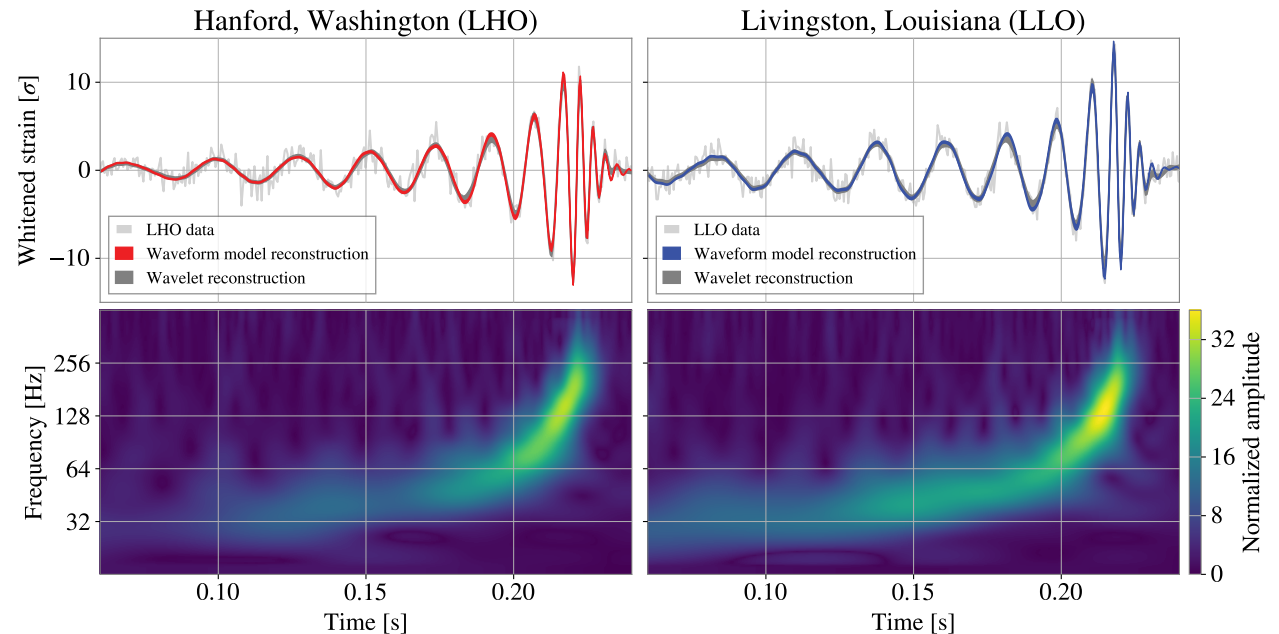 Hanford, Washington (LHO)
Livingston, Louisiana (LLO)
Whitened strain [σ]
10
0
−10
LHO data
Waveform model reconstruction
Wavelet reconstruction
LLO data
Waveform model reconstruction
Wavelet reconstruction
Frequency [Hz]
256
128
64
32
0.10
0.15
0.20
Time [s]
0.10
0.15
0.20
Time [s]
32
24
16
8
0
Normalized amplitude